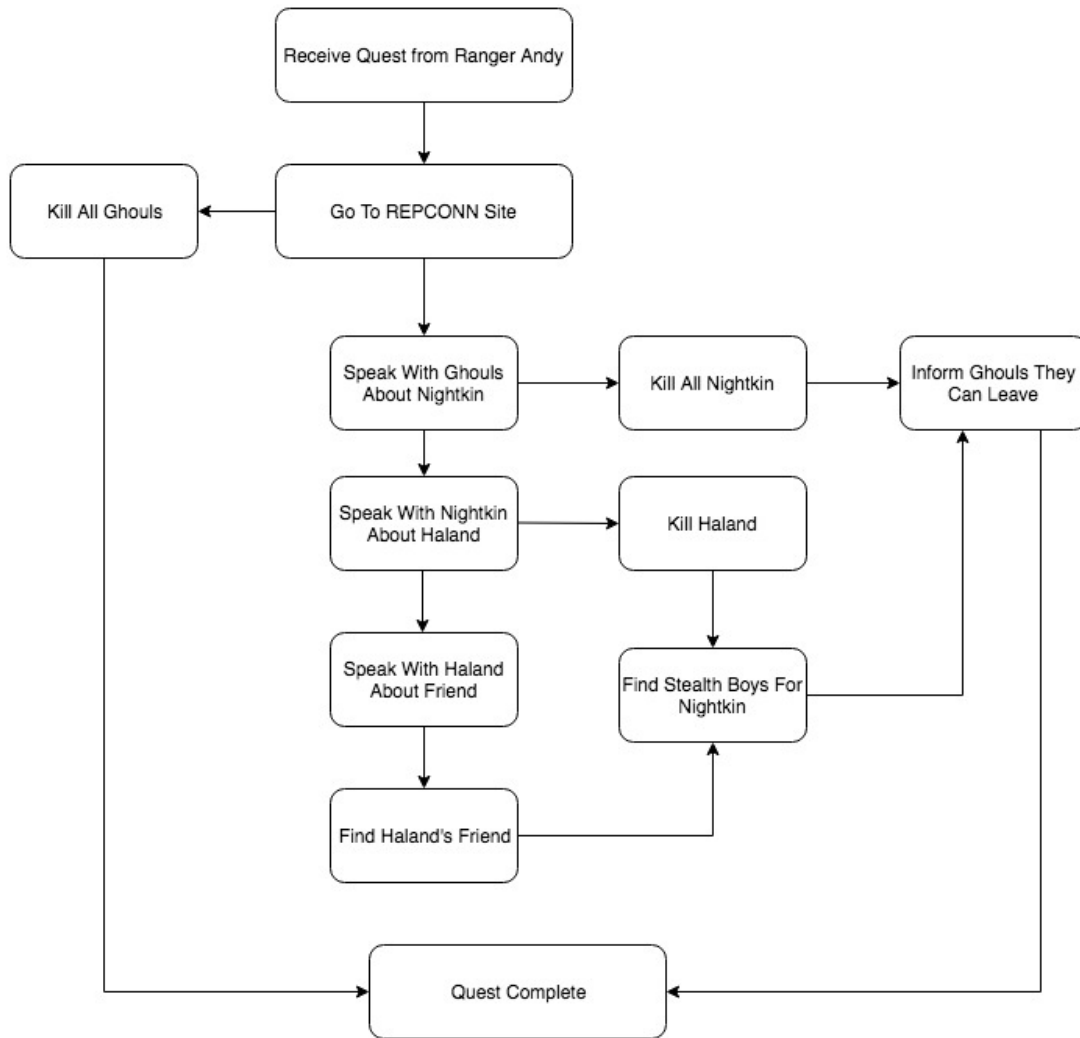 Receive Quest from Ranger Andy
Kill All Ghouls
Go To REPCONN Site
Speak With Ghouls
About Nightkin
Kill All Nightkin
Inform Ghouls They
Can Leave
Speak With Nightkin
About Haland
Kill Haland
Speak With Haland
About Friend
Find Stealth Boys For
Nightkin
Find Haland's Friend
Quest Complete